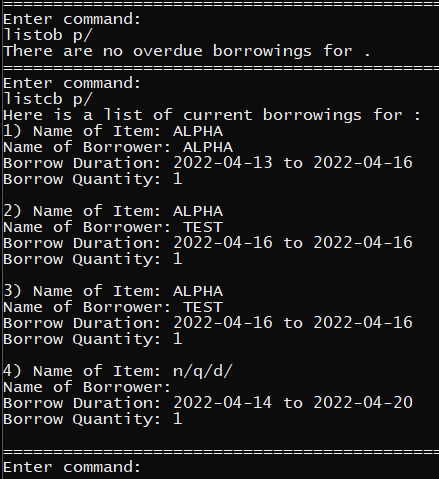 ================================================
Enter command:
listob p/
There are no overdue borrowings for .
================================================
Enter command:
listcb p/
Here is a list of current borrowings for :
1) Name of Item: ALPHA
Name of Borrower: ALPHA
Borrow Duration: 2022-04-13 to 2022-04-16
Borrow Quantity: 1

2) Name of Item: ALPHA
Name of Borrower: TEST
Borrow Duration: 2022-04-16 to 2022-04-16
Borrow Quantity: 1

3) Name of Item: ALPHA
Name of Borrower: TEST
Borrow Duration: 2022-04-16 to 2022-04-16
Borrow Quantity: 1

4) Name of Item: n/q/d/
Name of Borrower:
Borrow Duration: 2022-04-14 to 2022-04-20
Borrow Quantity: 1

================================================
Enter command: